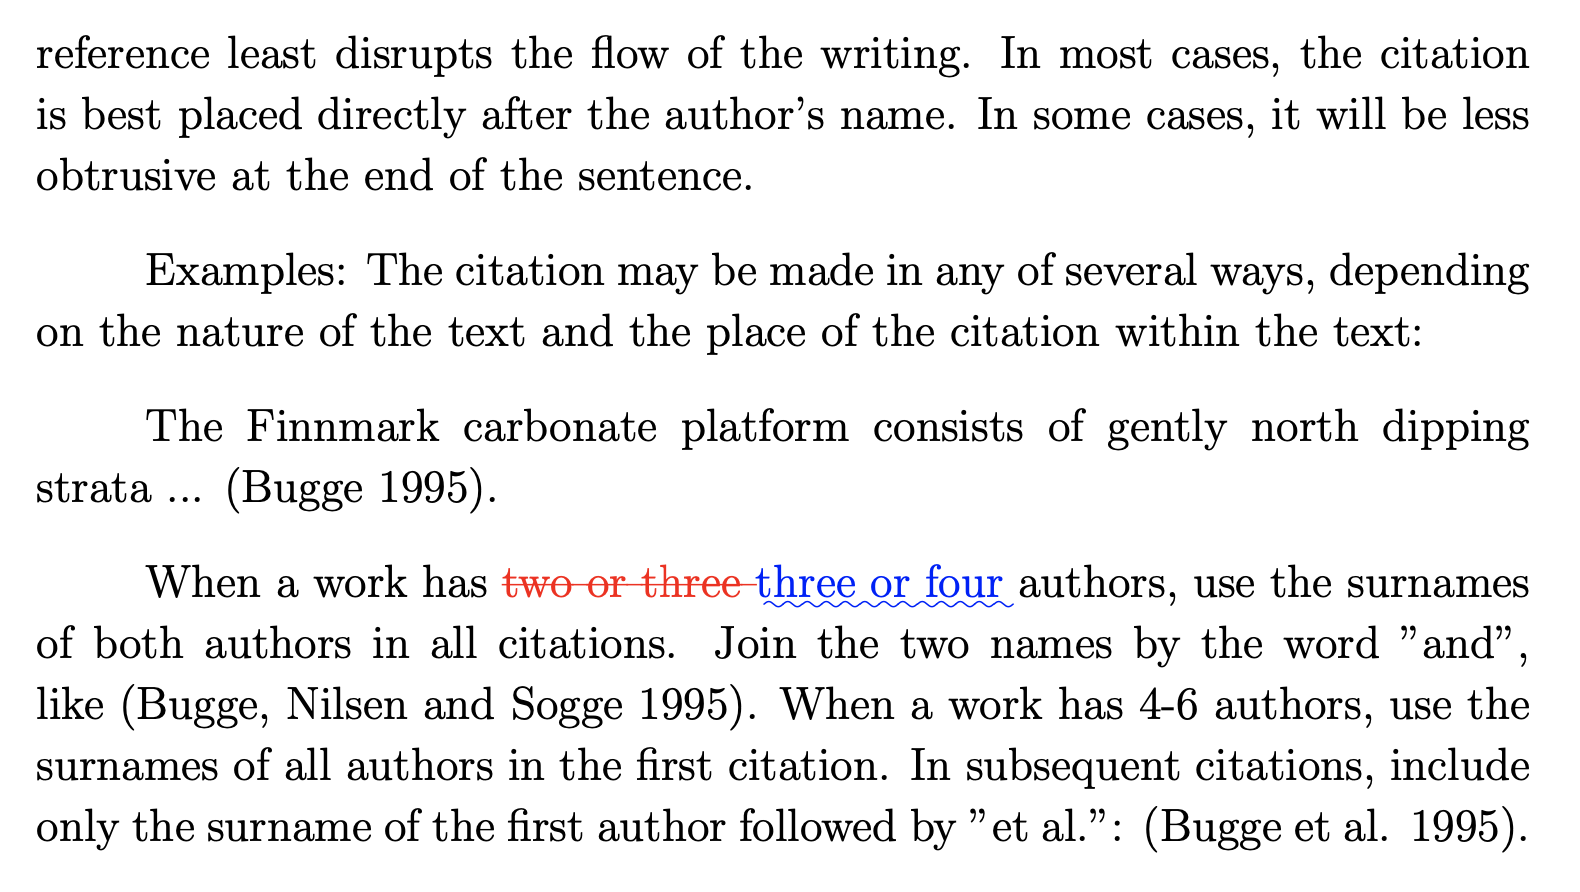 reference least disrupts the flow of the writing. In most cases, the citation
is best placed directly after the author's name. In some cases, it will be less
obtrusive at the end of the sentence.
Examples: The citation may be made in any of several ways, depending
on the nature of the text and the place of the citation within the text:
The Finnmark carbonate platform consists of gently north dipping
strata ... (Bugge 1995).
When a work has two or three three or four authors, use the surnames
of both authors in all citations. Join the two names by the word ”and”,
like (Bugge, Nilsen and Sogge 1995). When a work has 4-6 authors, use the
surnames of all authors in the first citation. In subsequent citations, include
only the surname of the first author followed by ”et al.”: (Bugge et al. 1995).